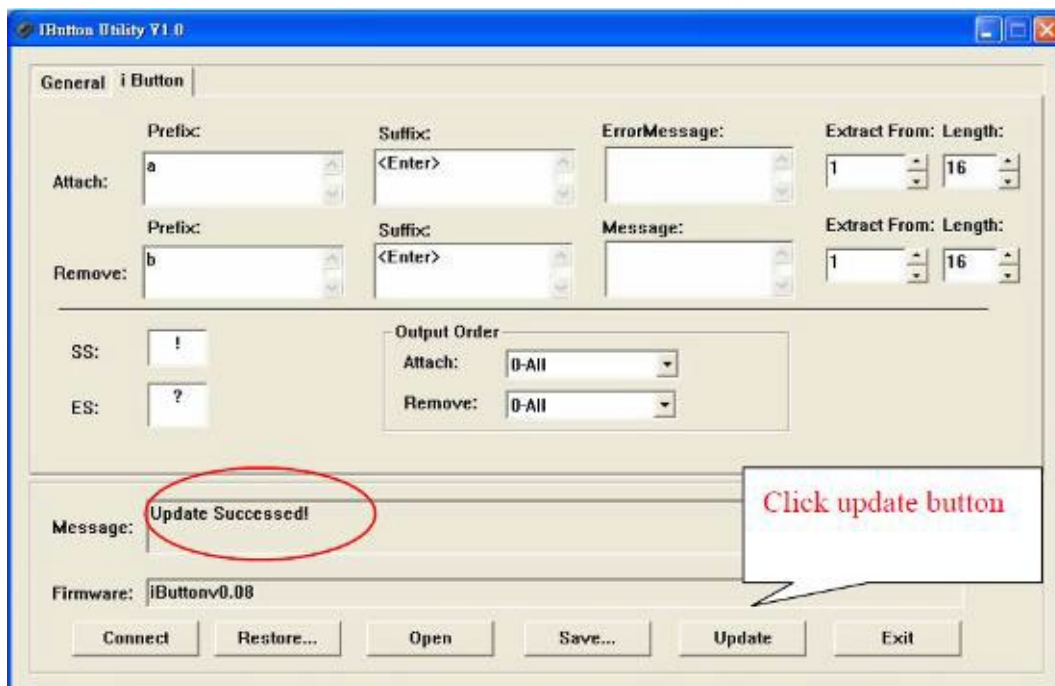 IButton Utility V1.0
General i Button
Prefix: Suffix: ErrorMessage: Extract From: Length:
Attach: a <Enter> 1 16
Prefix: Suffix: Message: Extract From: Length:
Remove: b <Enter> 1 16
SS: !
ES: ?
Output Order
Attach: 0-All
Remove: 0-All
Click update button
Message: Update Successed!
Firmware: iButtonv0.08
Connect Restore... Open Save... Update Exit